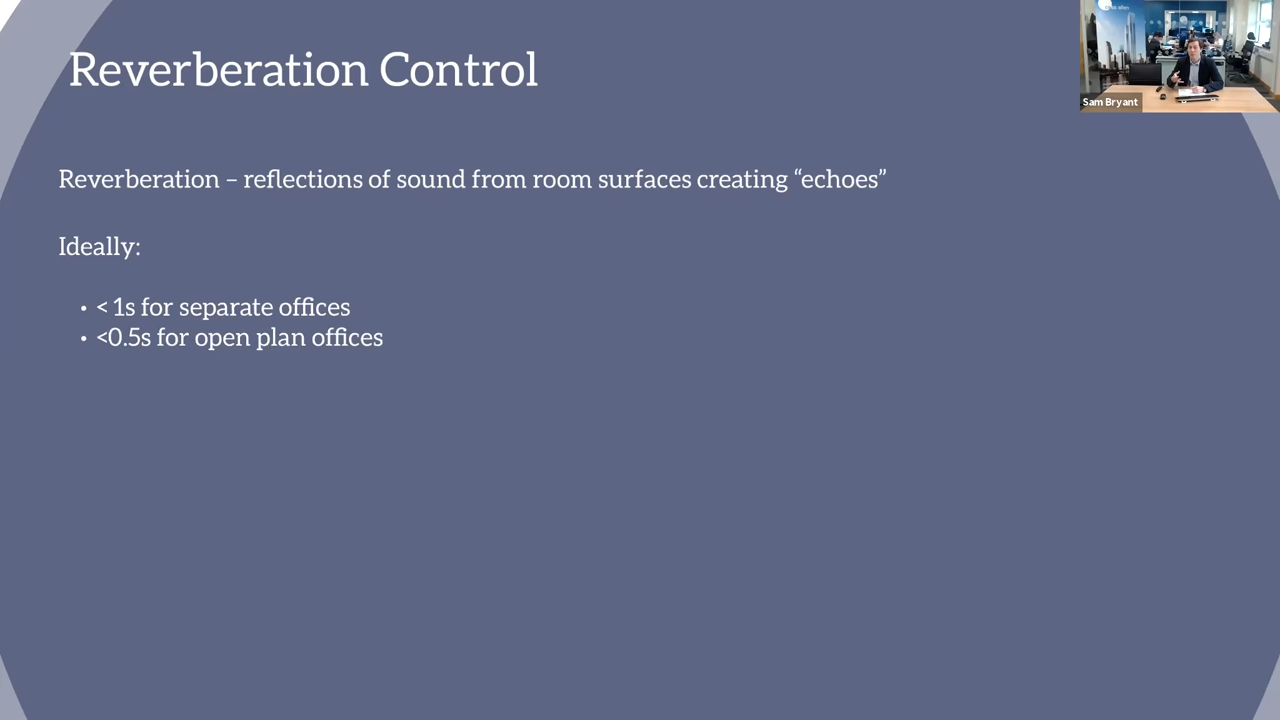 Reverberation Control
Reverberation – reflections of sound from room surfaces creating “echoes”
Ideally:
• < 1s for separate offices
• <0.5s for open plan offices
Sam Bryant